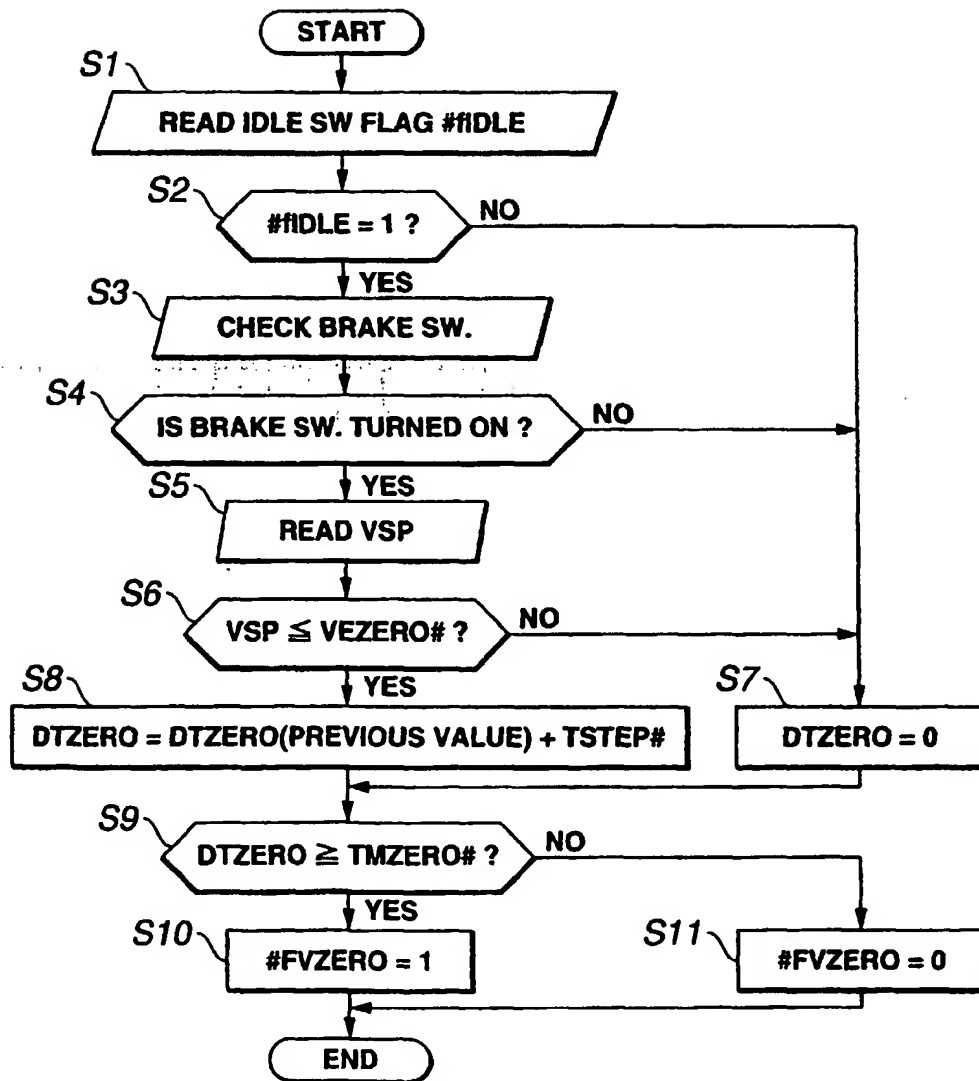 START
S1
READ IDLE SW FLAG #fIDLE
S2
#fIDLE = 1 ?
NO
YES
S3
CHECK BRAKE SW.
S4
IS BRAKE SW. TURNED ON ?
NO
YES
S5
READ VSP
S6
VSP ≦ VEZERO# ?
NO
YES
S8
DTZERO = DTZERO(PREVIOUS VALUE) + TSTEP#
S7
DTZERO = 0
S9
DTZERO ≧ TMZERO# ?
NO
YES
S10
#FVZERO = 1
S11
#FVZERO = 0
END